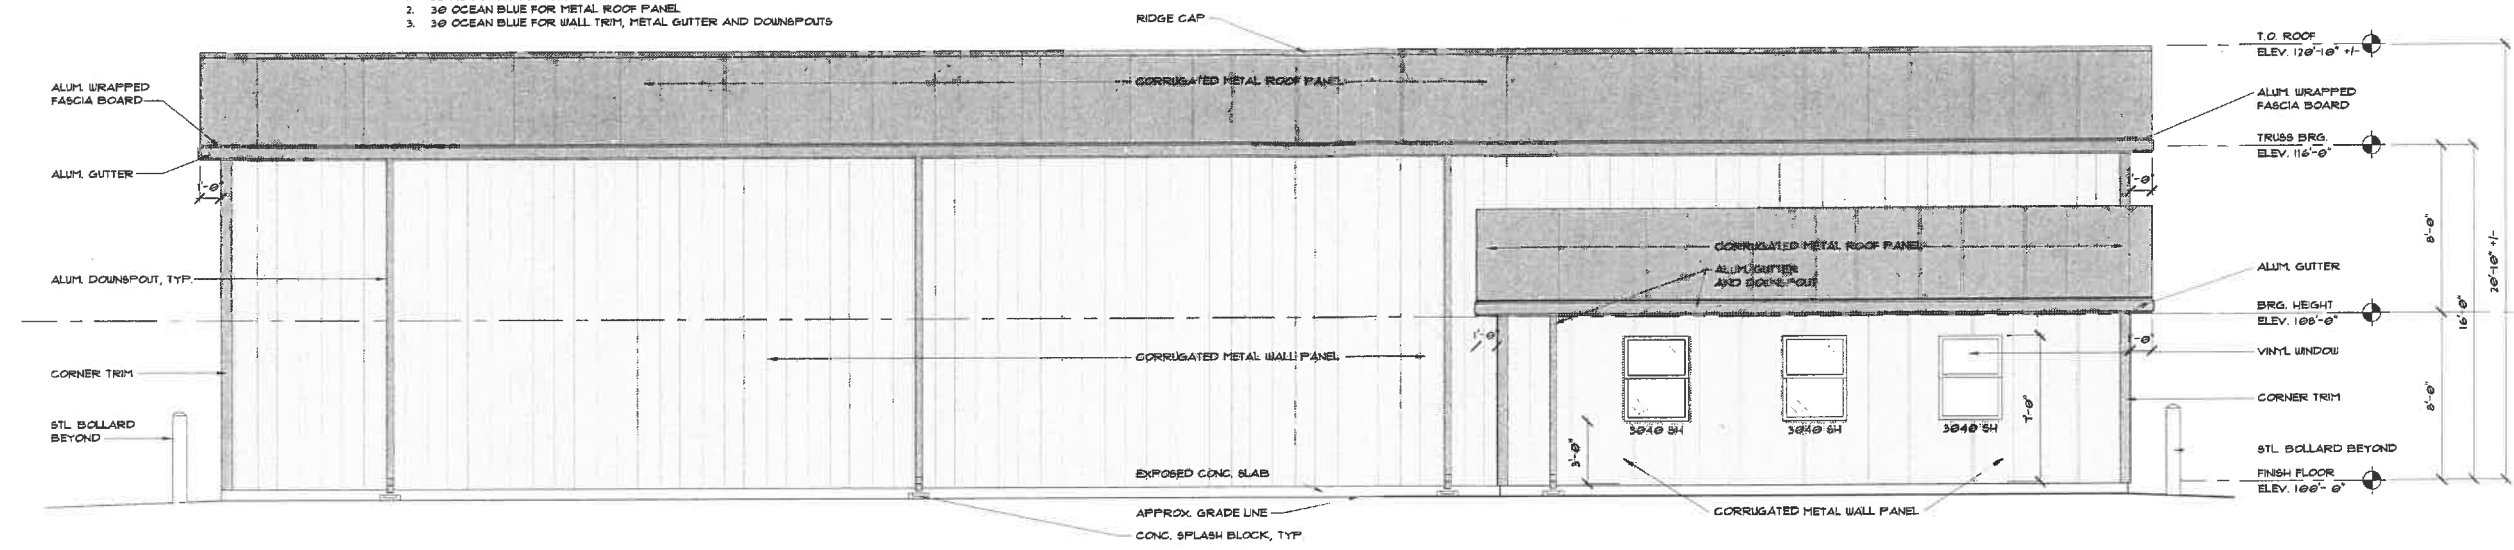 2. 30 OCEAN BLUE FOR METAL ROOF PANEL
3. 30 OCEAN BLUE FOR WALL TRIM, METAL GUTTER AND DOWNSPOUTS
RIDGE CAP
T.O. ROOF
ELEV. 120'-10" +/-
CORRUGATED METAL ROOF PANEL
ALUM. WRAPPED
FASCIA BOARD
ALUM. WRAPPED
FASCIA BOARD
TRUSS BRG.
ELEV. 116'-0"
ALUM. GUTTER
1'-0"
1'-0"
8'-0"
20'-10" +/-
CORRUGATED METAL ROOF PANEL
ALUM. GUTTER
AND DOWNSPOUT
ALUM. GUTTER
ALUM. DOWNSPOUT, TYP.
BRG. HEIGHT
ELEV. 108'-0"
16'-0"
1'-0"
1'-0"
VINYL WINDOW
CORRUGATED METAL WALL PANEL
CORNER TRIM
CORNER TRIM
8'-0"
7'-0"
3040 SH
3040 SH
3040 SH
STL BOLLARD
BEYOND
3'-0"
STL BOLLARD BEYOND
EXPOSED CONC. SLAB
FINISH FLOOR
ELEV. 100'-0"
APPROX. GRADE LINE
CORRUGATED METAL WALL PANEL
CONC. SPLASH BLOCK, TYP.